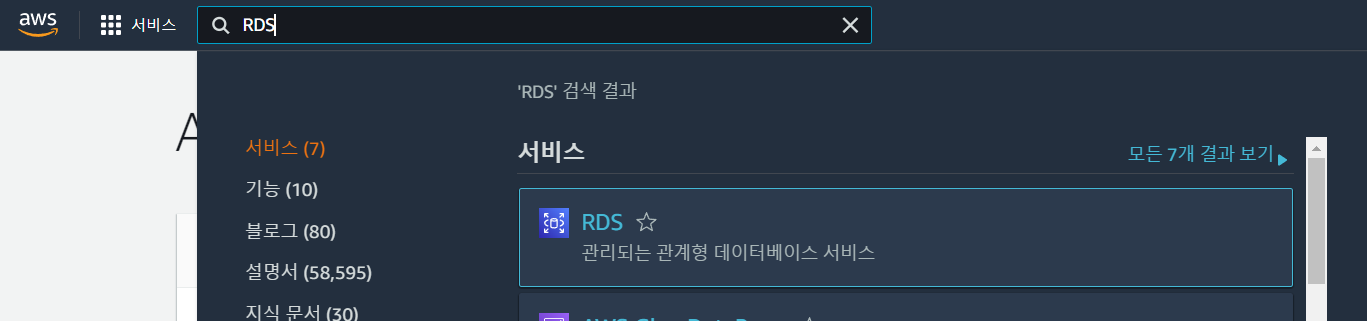 aws 서비스 RDS
'RDS' 검색 결과
서비스 (7)
기능 (10)
블로그 (80)
설명서 (58,595)
지식 문서 (30)
서비스 모든 7개 결과 보기
RDS
관리되는 관계형 데이터베이스 서비스